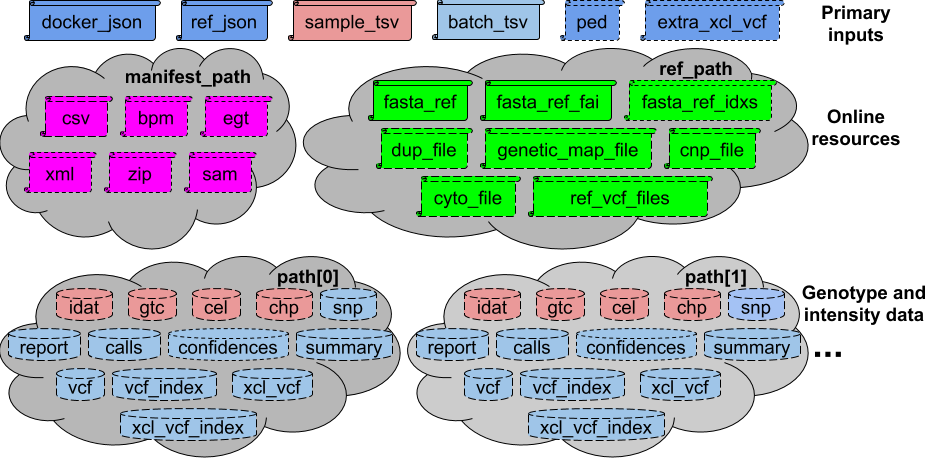 docker_json ref_json sample_tsv batch_tsv ped extra_xcl_vcf
Primary
inputs
manifest_path
csv bpm egt
xml zip sam
ref_path
fasta_ref fasta_ref_fai fasta_ref_idxs
dup_file genetic_map_file cnp_file
cyto_file ref_vcf_files
Online
resources
path[0]
idat gtc cel chp snp
report calls confidences summary
vcf vcf_index xcl_vcf
xcl_vcf_index
path[1]
idat gtc cel chp snp
report calls confidences summary
vcf vcf_index xcl_vcf
xcl_vcf_index
Genotype and
intensity data
...